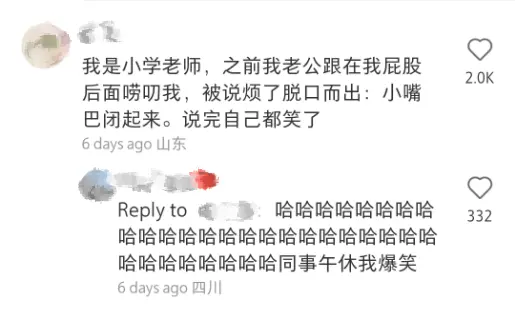 我是小学老师，之前我老公跟在我屁股
后面唠叨我，被说烦了脱口而出：小嘴
巴闭起来。说完自己都笑了
2.0K
6 days ago 山东
Reply to ：哈哈哈哈哈哈哈哈
哈哈哈哈哈哈哈哈哈哈哈哈哈哈哈哈
哈哈哈哈哈哈哈哈同事午休我爆笑
332
6 days ago 四川